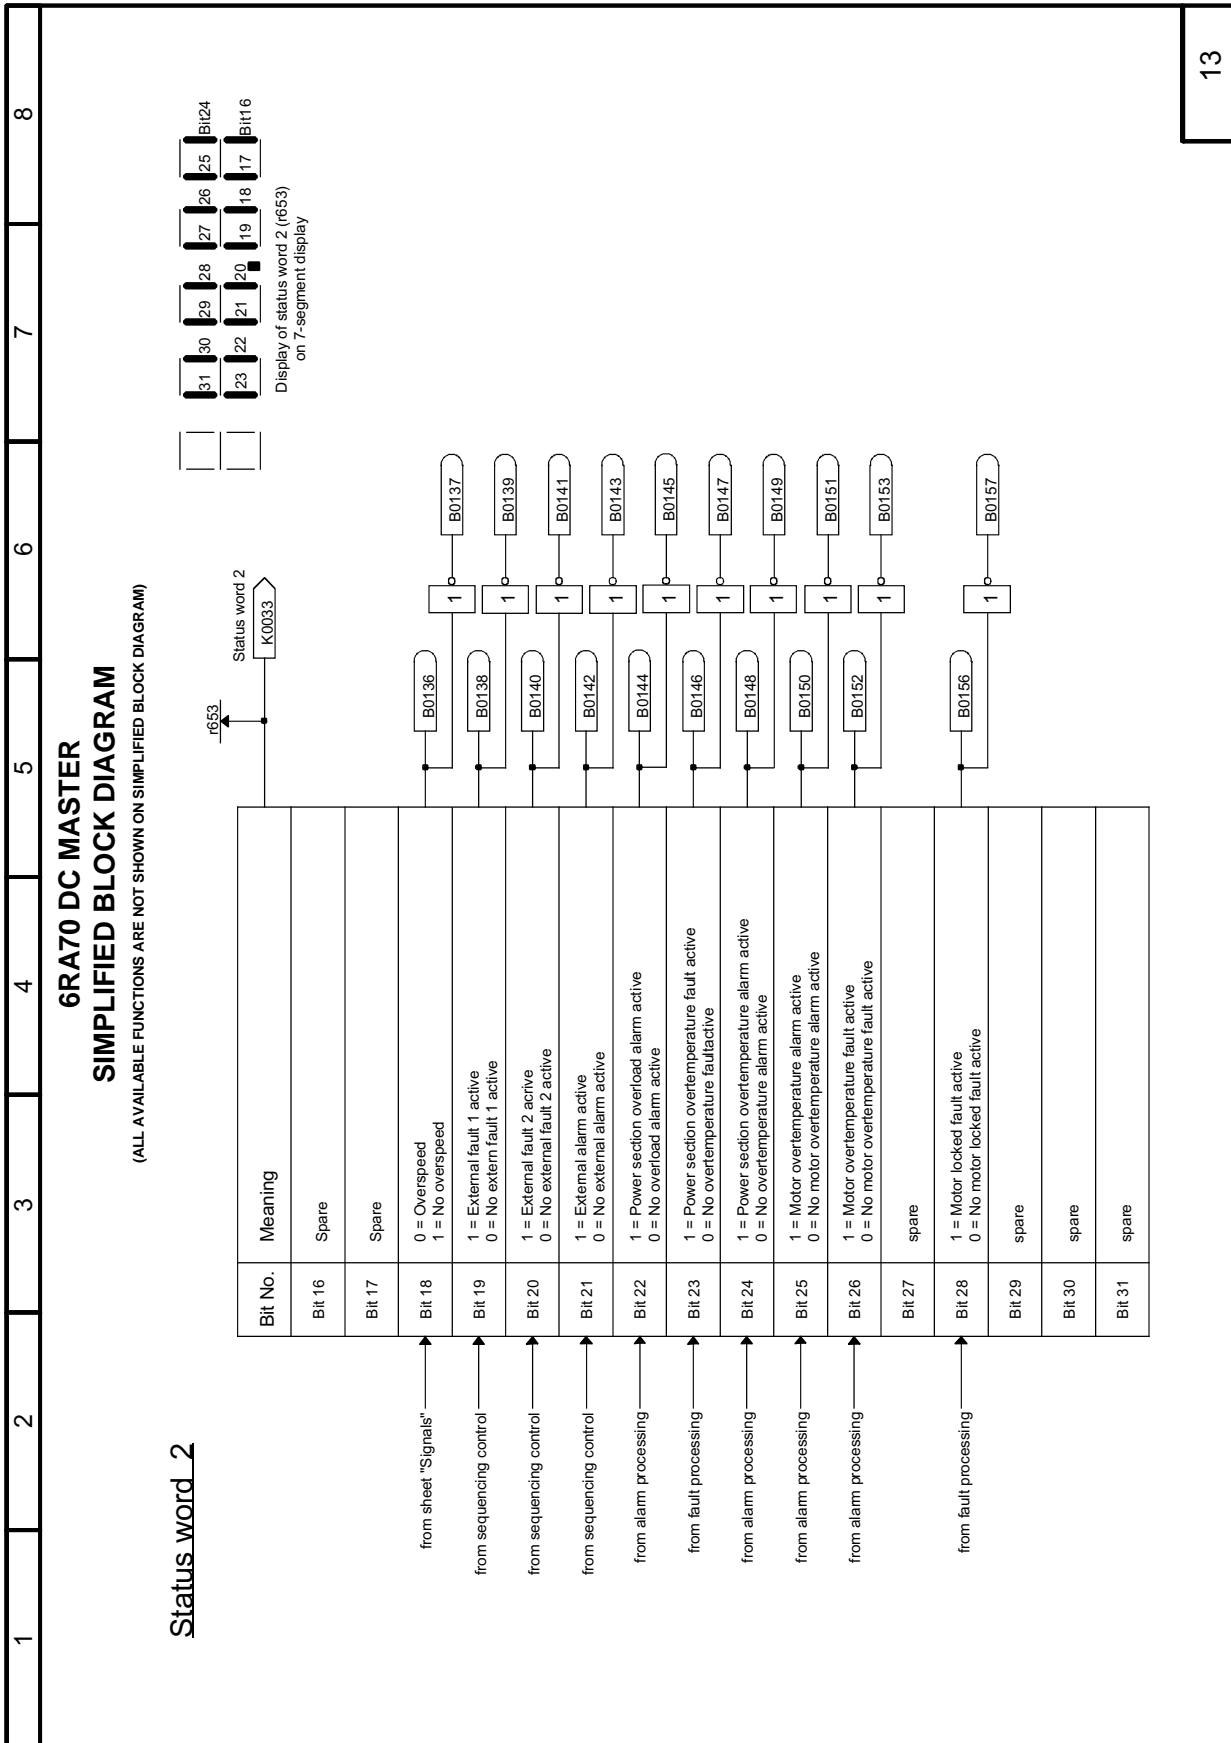 1 2 3 4 5 6 7 8
6RA70 DC MASTER
SIMPLIFIED BLOCK DIAGRAM
(ALL AVAILABLE FUNCTIONS ARE NOT SHOWN ON SIMPLIFIED BLOCK DIAGRAM)
Status word 2
31 30 29 28 27 26 25 Bit24
23 22 21 20 19 18 17 Bit16
Display of status word 2 (r653)
on 7-segment display
r653
Status word 2
K0033
Bit No. Meaning
Bit 16 Spare
Bit 17 Spare
from sheet "Signals" Bit 18 0 = Overspeed
1 = No overspeed
B0136 1 B0137
from sequencing control Bit 19 1 = External fault 1 active
0 = No extern fault 1 active
B0138 1 B0139
from sequencing control Bit 20 1 = External fault 2 acrive
0 = No external fault 2 active
B0140 1 B0141
from sequencing control Bit 21 1 = External alarm active
0 = No external alarm active
B0142 1 B0143
from alarm processing Bit 22 1 = Power section overload alarm active
0 = No overload alarm active
B0144 1 B0145
from fault processing Bit 23 1 = Power section overtemperature fault active
0 = No overtemperature faultactive
B0146 1 B0147
from alarm processing Bit 24 1 = Power section overtemperature alarm active
0 = No overtemperature alarm active
B0148 1 B0149
from alarm processing Bit 25 1 = Motor overtemperature alarm active
0 = No motor overtemperature alarm active
B0150 1 B0151
from alarm processing Bit 26 1 = Motor overtemperature fault active
0 = No motor overtemperature fault active
B0152 1 B0153
Bit 27 spare
from fault processing Bit 28 1 = Motor locked fault active
0 = No motor locked fault active
B0156 1 B0157
Bit 29 spare
Bit 30 spare
Bit 31 spare
13